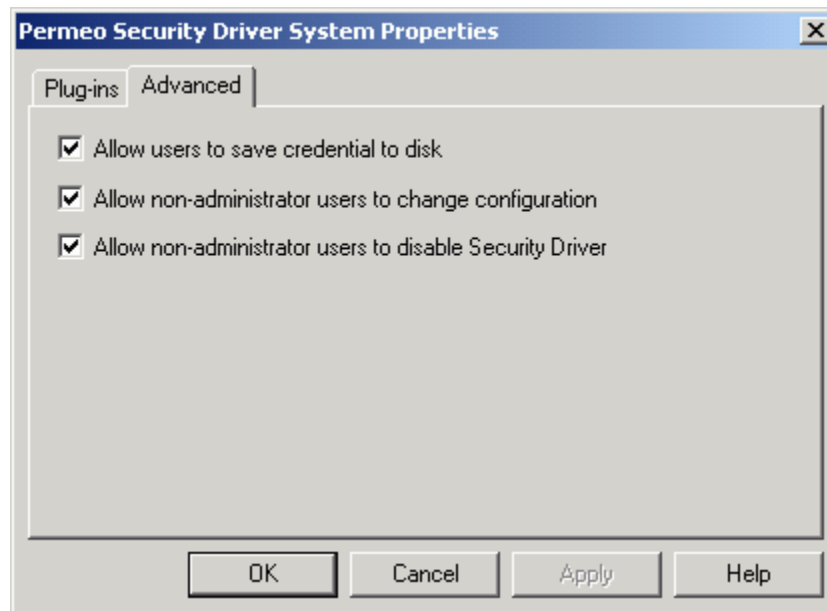 Permeo Security Driver System Properties
Plug-ins Advanced
Allow users to save credential to disk
Allow non-administrator users to change configuration
Allow non-administrator users to disable Security Driver
OK Cancel Apply Help